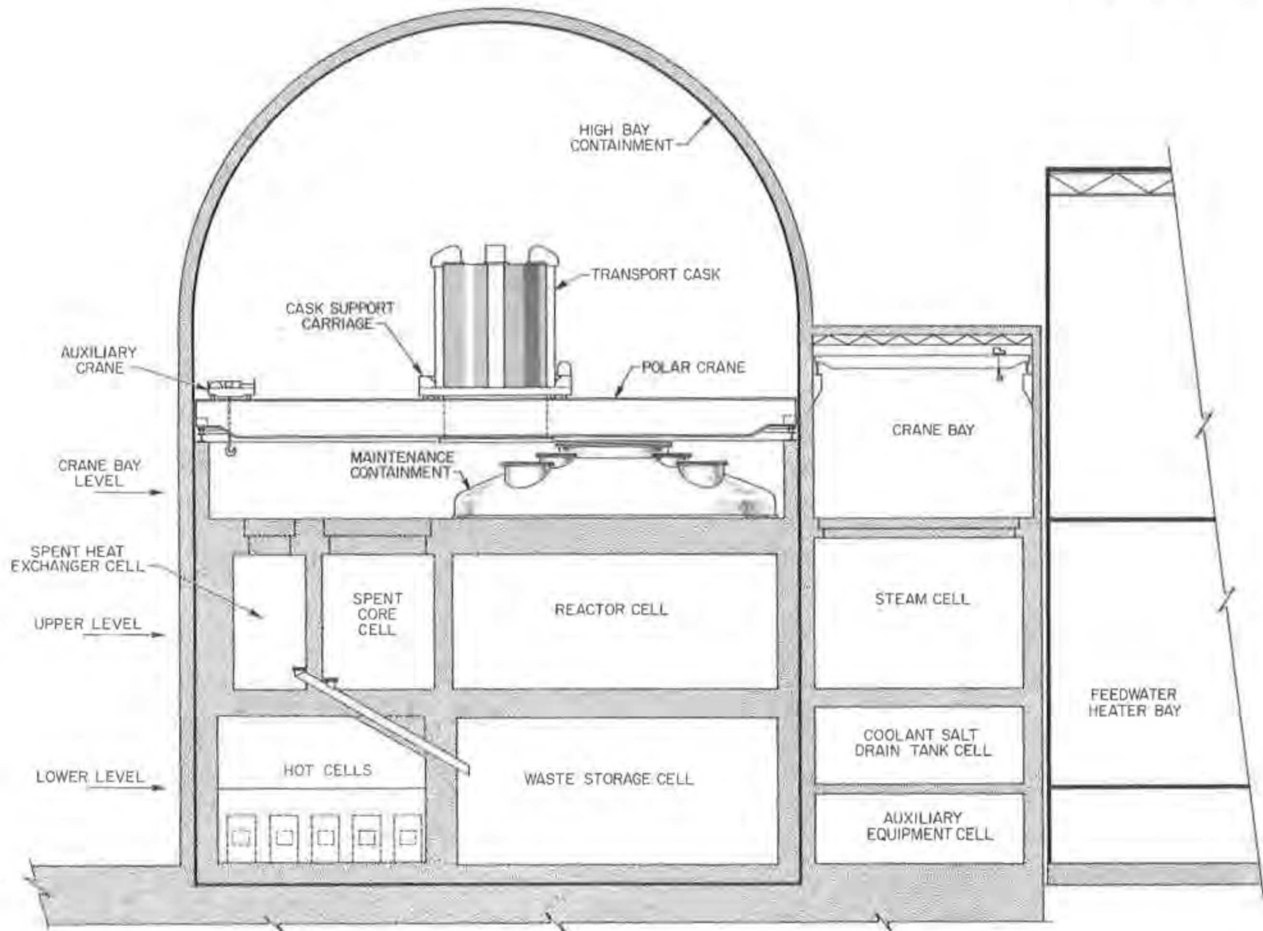 HIGH BAY
CONTAINMENT
TRANSPORT CASK
CASK SUPPORT
CARRIAGE
AUXILIARY
CRANE
POLAR CRANE
CRANE BAY
MAINTENANCE
CONTAINMENT
CRANE BAY
LEVEL
SPENT HEAT
EXCHANGER CELL
SPENT
CORE
CELL
REACTOR CELL
STEAM CELL
UPPER LEVEL
FEEDWATER
HEATER BAY
COOLANT SALT
DRAIN TANK CELL
HOT CELLS
WASTE STORAGE CELL
LOWER LEVEL
AUXILIARY
EQUIPMENT CELL